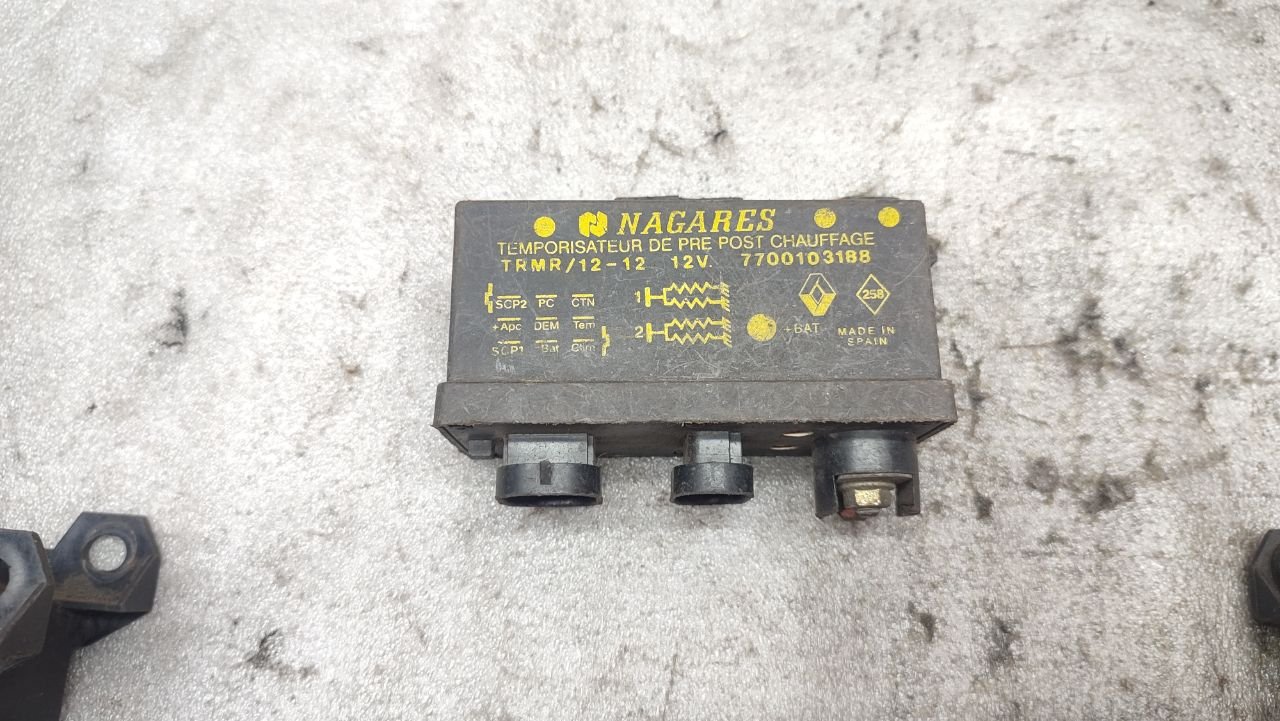 NAGARES
TEMPORISATEUR DE PRE POST CHAUFFAGE
TRMR/12-12 12V. 7700103188
SCP2 PC CTN
+Apc DEM Tem
SCP1 Bat Clim
1
2
258
+BAT
MADE IN
SPAIN